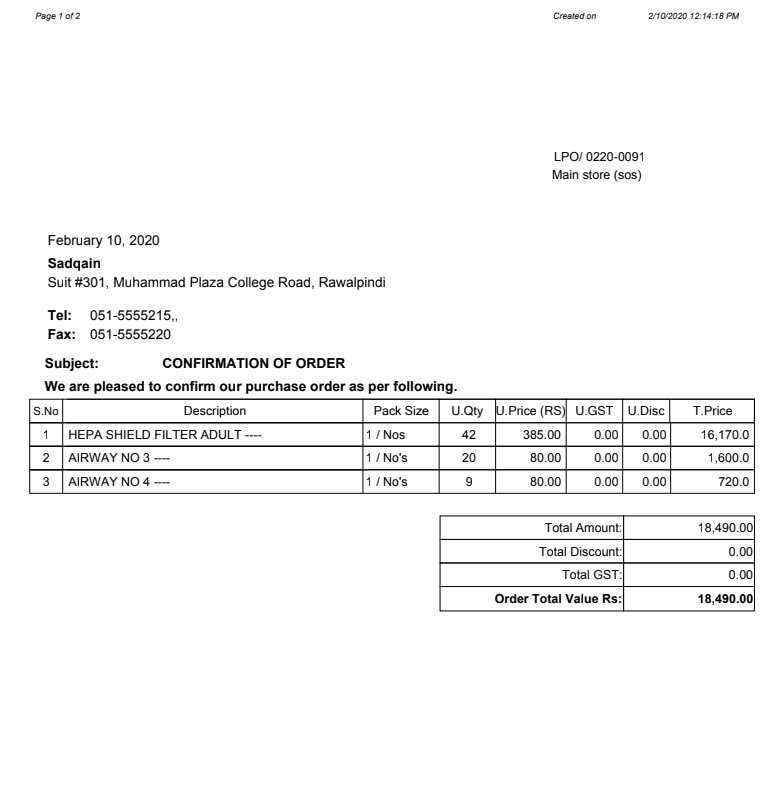 Page 1 of 2 Created on 2/10/2020 12:14:18 PM
LPO/ 0220-0091
Main store (sos)
February 10, 2020
Sadqain
Suit #301, Muhammad Plaza College Road, Rawalpindi
Tel: 051-5555215,,
Fax: 051-5555220
Subject: CONFIRMATION OF ORDER
We are pleased to confirm our purchase order as per following.
S.No Description Pack Size U.Qty U.Price (RS) U.GST U.Disc T.Price
1 HEPA SHIELD FILTER ADULT ---- 1 / Nos 42 385.00 0.00 0.00 16,170.0
2 AIRWAY NO 3 ---- 1 / No's 20 80.00 0.00 0.00 1,600.0
3 AIRWAY NO 4 ---- 1 / No's 9 80.00 0.00 0.00 720.0
Total Amount: 18,490.00
Total Discount: 0.00
Total GST: 0.00
Order Total Value Rs: 18,490.00